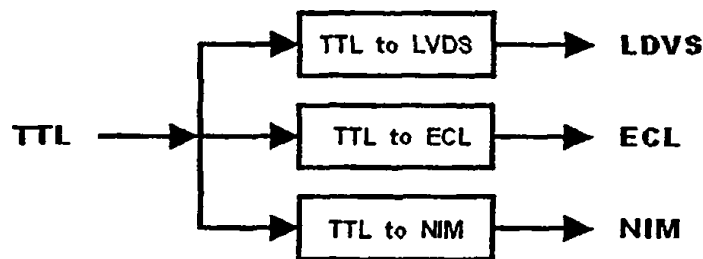 TTL to LVDS
LDVS
TTL
TTL to ECL
ECL
TTL to NIM
NIM